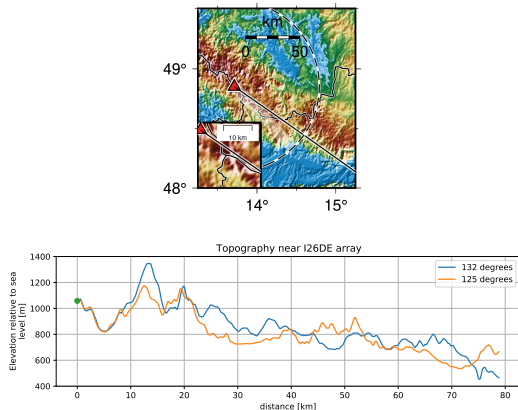 km
0 50
49°
10 km
48°
14° 15°
Topography near I26DE array
1400
1200
1000
800
600
400
Elevation relative to sea
level [m]
132 degrees
125 degrees
0 10 20 30 40 50 60 70 80
distance [km]